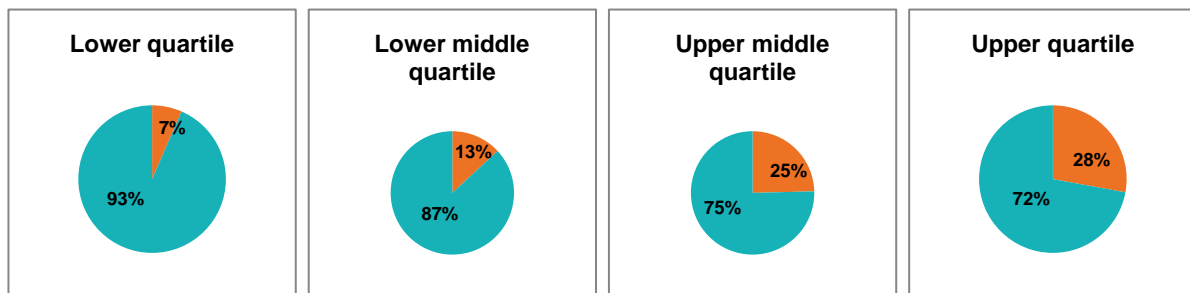 Lower quartile
7%
93%
Lower middle
quartile
13%
87%
Upper middle
quartile
25%
75%
Upper quartile
28%
72%